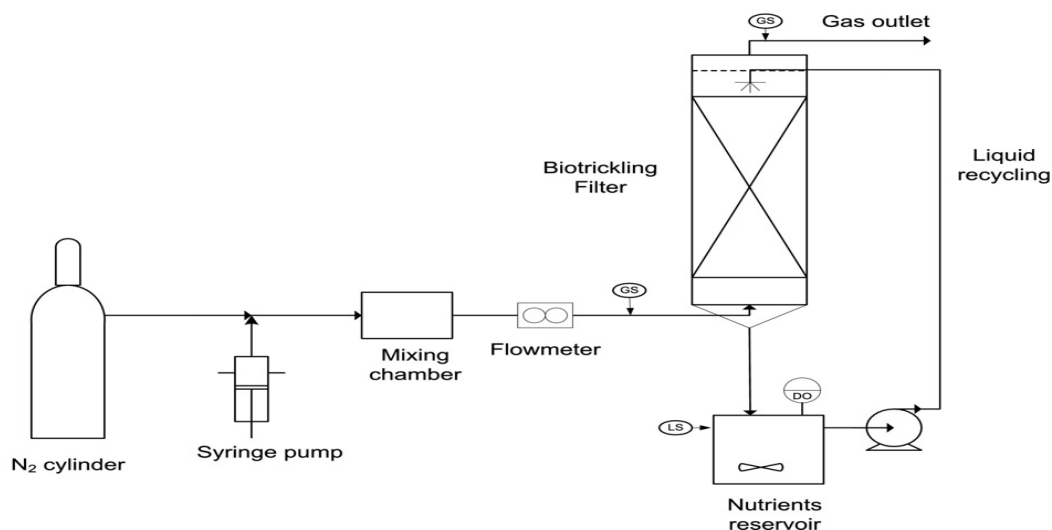 GS
Gas outlet
Biotrickling
Filter
Liquid
recycling
GS
Mixing
chamber
Flowmeter
DO
LS
N₂ cylinder
Syringe pump
Nutrients
reservoir